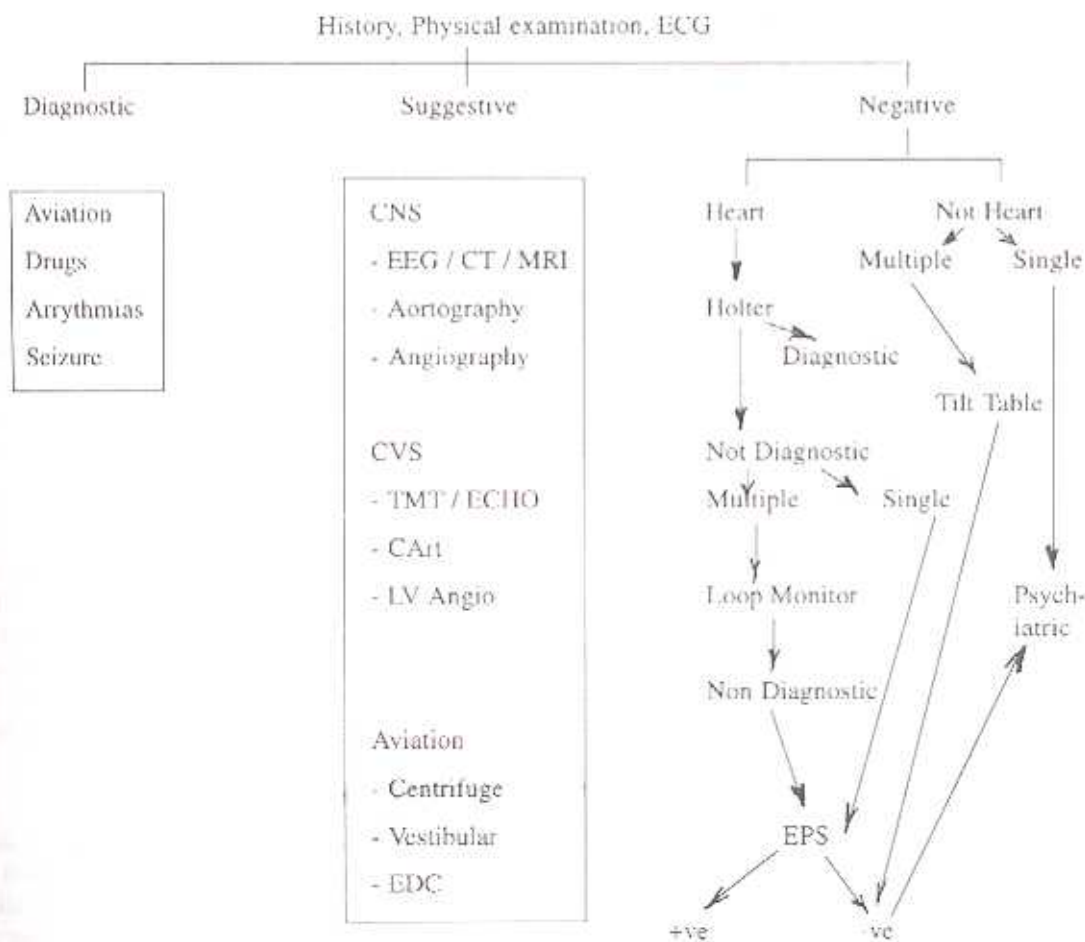 History, Physical examination, ECG
Diagnostic
Suggestive
Negative
Aviation
Drugs
Arrythmias
Seizure
CNS
- EEG / CT / MRI
- Aortography
- Angiography
CVS
- TMT / ECHO
- CArt
- LV Angio
Aviation
- Centrifuge
- Vestibular
- EDC
Heart
Not Heart
Multiple
Single
Holter
Diagnostic
Tilt Table
Not Diagnostic
Multiple
Single
Loop Monitor
Psych-
iatric
Non Diagnostic
EPS
+ve
-ve